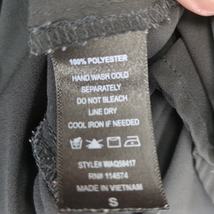 100% POLYESTER
HAND WASH COLD
SEPARATELY
DO NOT BLEACH
LINE DRY
COOL IRON IF NEEDED
STYLE# WAQ58417
RN# 114574
MADE IN VIETNAM
S